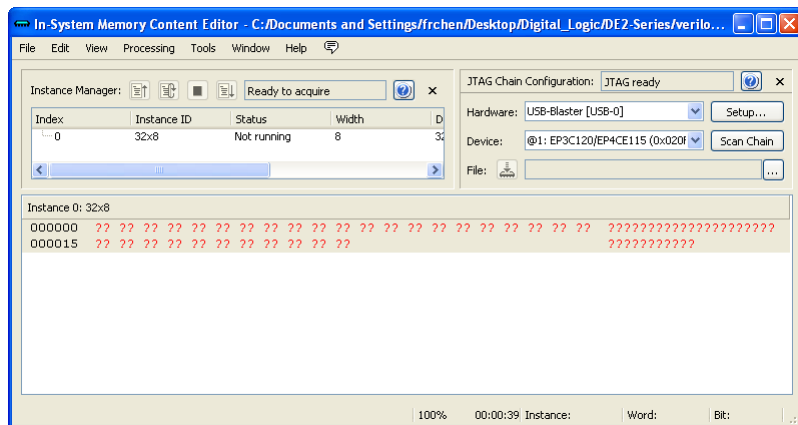 In-System Memory Content Editor - C:/Documents and Settings/frchen/Desktop/Digital_Logic/DE2-Series/verilo...
File Edit View Processing Tools Window Help
Instance Manager: Ready to acquire
Index Instance ID Status Width D
0 32x8 Not running 8 32
JTAG Chain Configuration: JTAG ready
Hardware: USB-Blaster [USB-0] Setup...
Device: @1: EP3C120/EP4CE115 (0x020F Scan Chain
File: ...
Instance 0: 32x8
000000 ?? ?? ?? ?? ?? ?? ?? ?? ?? ?? ?? ?? ?? ?? ?? ?? ?? ?? ?? ?? ?? ?????????????????????
000015 ?? ?? ?? ?? ?? ?? ?? ?? ?? ?? ?? ???????????
100% 00:00:39 Instance: Word: Bit: